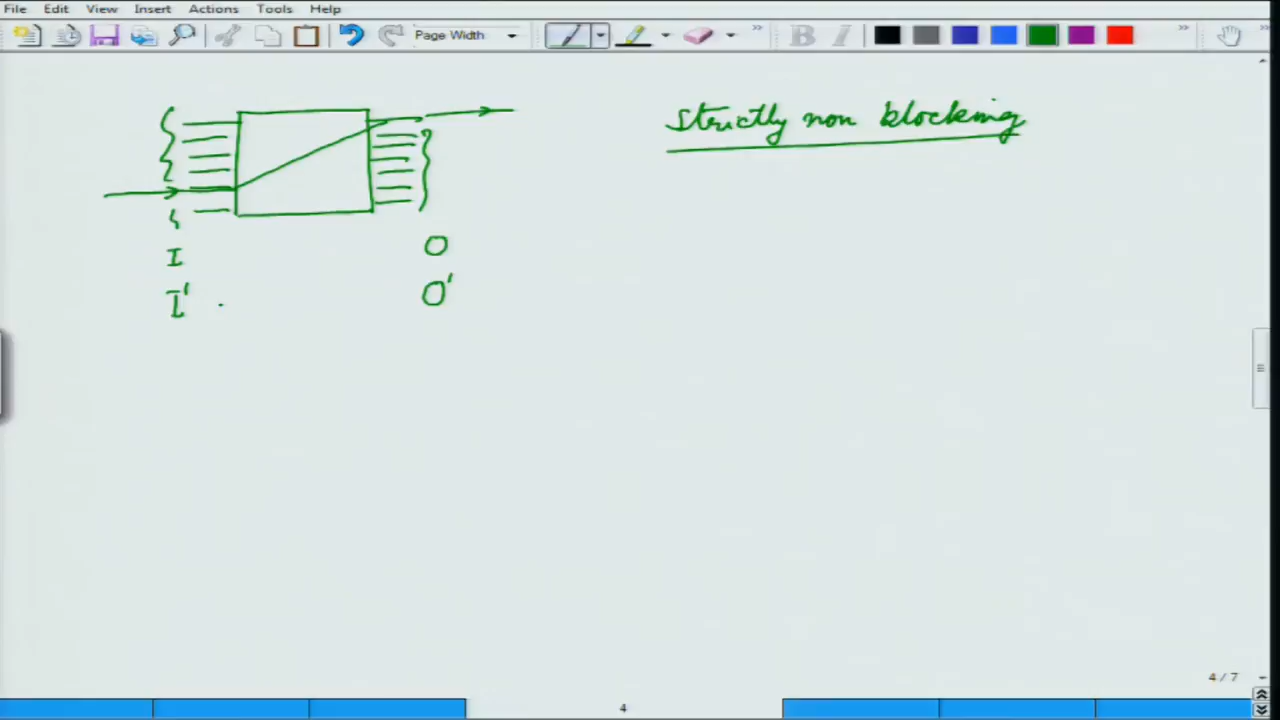 File Edit View Insert Actions Tools Help
Page Width
B I
Strictly non blocking
I O
I' O'
4 / 7
4